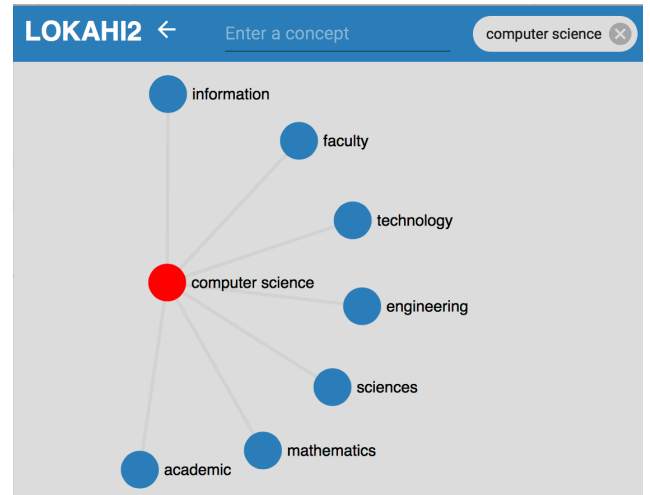 LOKAHI2
Enter a concept
computer science
information
faculty
technology
computer science
engineering
sciences
mathematics
academic